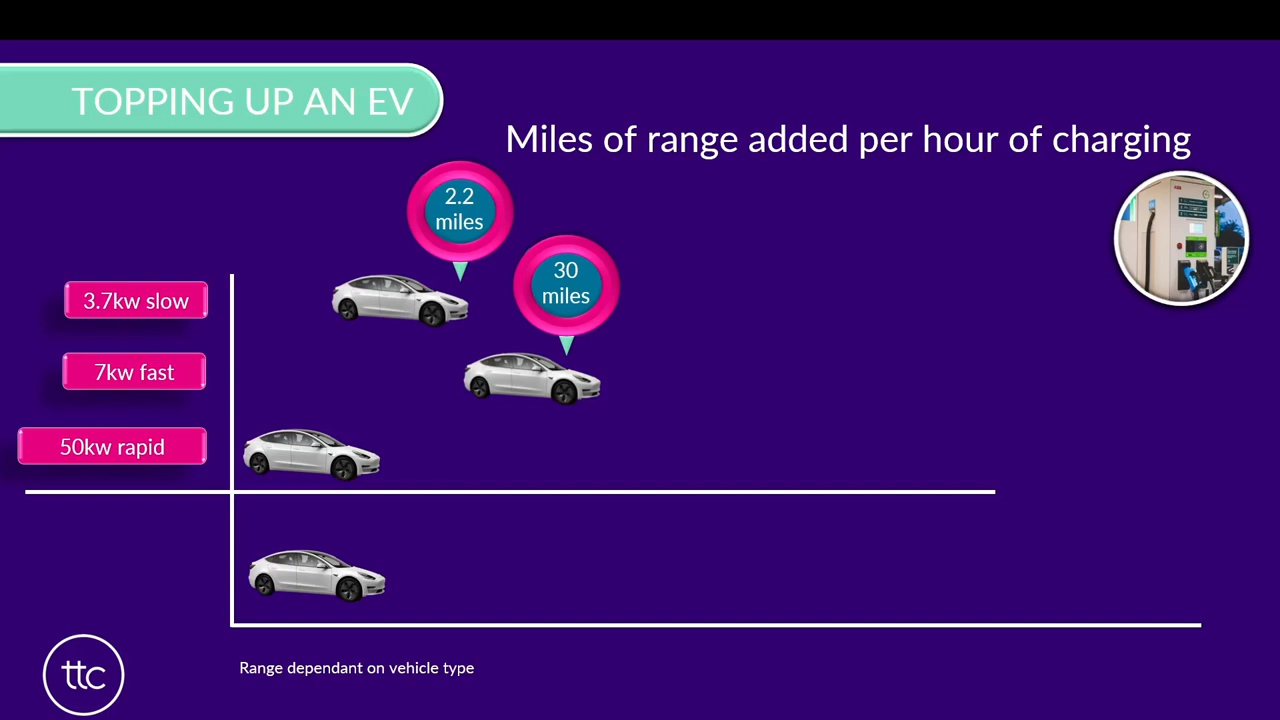 TOPPING UP AN EV
Miles of range added per hour of charging
2.2
miles
30
miles
3.7kw slow
7kw fast
50kw rapid
ttc
Range dependant on vehicle type